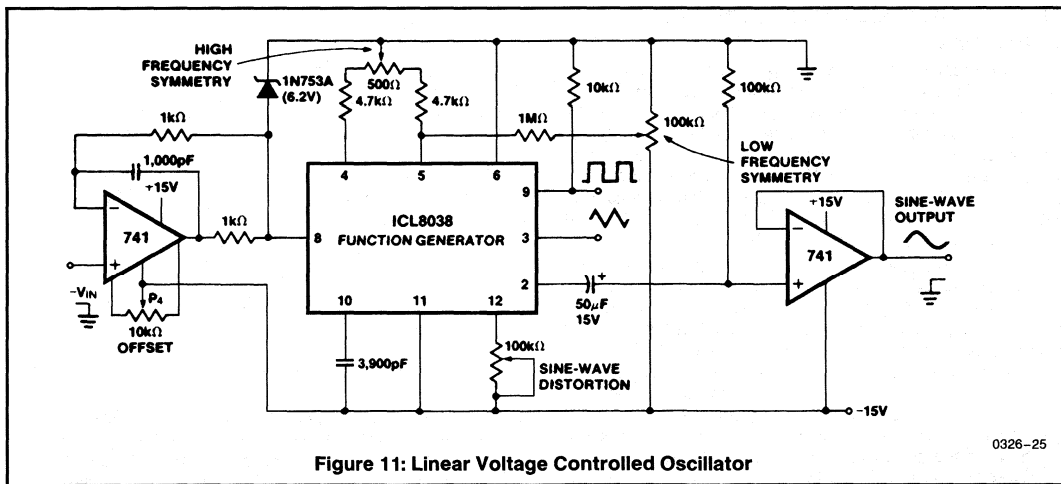 HIGH
FREQUENCY
SYMMETRY
1N753A
(6.2V)
500Ω
4.7kΩ
4.7kΩ
10kΩ
100kΩ
1kΩ
1MΩ
100kΩ
1,000pF
LOW
FREQUENCY
SYMMETRY
+15V
4
5
6
9
ICL8038
FUNCTION GENERATOR
741
−
+
1kΩ
8
3
+15V
SINE-WAVE
OUTPUT
741
−
+
−VIN
P4
10kΩ
OFFSET
10
11
12
2
+
50μF
15V
3,900pF
100kΩ
SINE-WAVE
DISTORTION
−15V
0326–25
Figure 11: Linear Voltage Controlled Oscillator